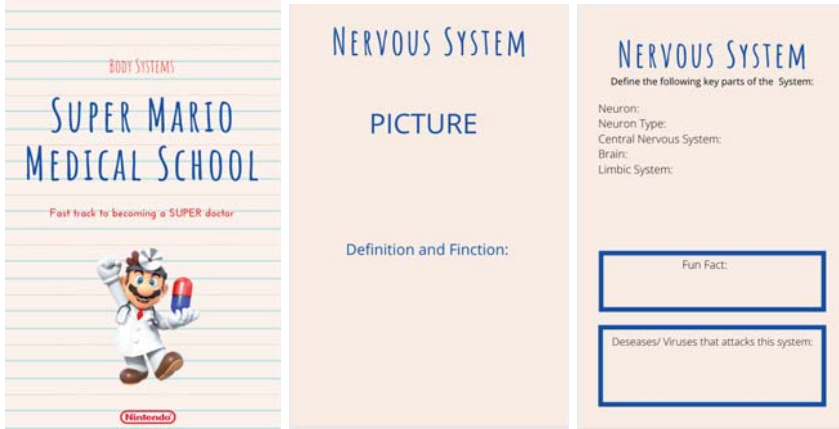 BODY SYSTEMS
SUPER MARIO
MEDICAL SCHOOL
Fast track to becoming a SUPER doctor
Nintendo
NERVOUS SYSTEM
PICTURE
Definition and Finction:
NERVOUS SYSTEM
Define the following key parts of the System:
Neuron:
Neuron Type:
Central Nervous System:
Brain:
Limbic System:
Fun Fact:
Deseases/ Viruses that attacks this system: